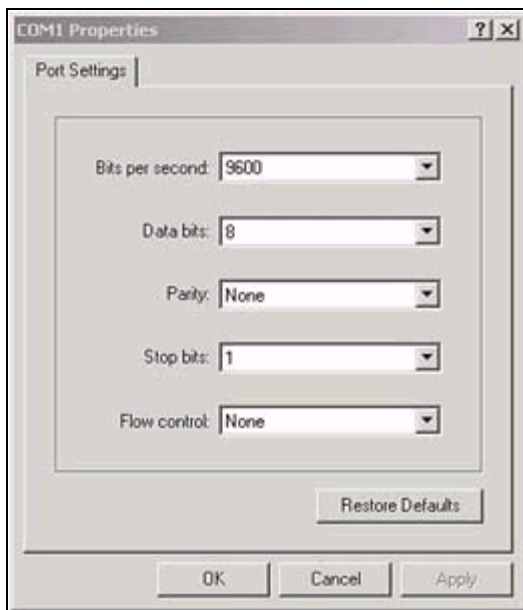 COM1 Properties
Port Settings
Bits per second: 9600
Data bits: 8
Parity: None
Stop bits: 1
Flow control: None
Restore Defaults
OK Cancel Apply